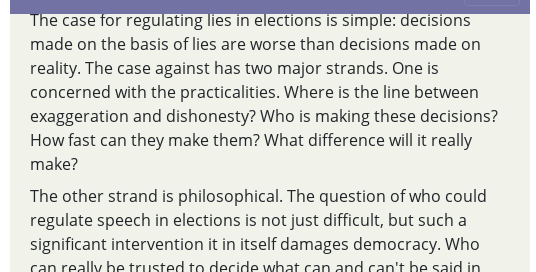 The case for regulating lies in elections is simple: decisions
made on the basis of lies are worse than decisions made on
reality. The case against has two major strands. One is
concerned with the practicalities. Where is the line between
exaggeration and dishonesty? Who is making these decisions?
How fast can they make them? What difference will it really
make?
The other strand is philosophical. The question of who could
regulate speech in elections is not just difficult, but such a
significant intervention it in itself damages democracy. Who
can really be trusted to decide what can and can't be said in